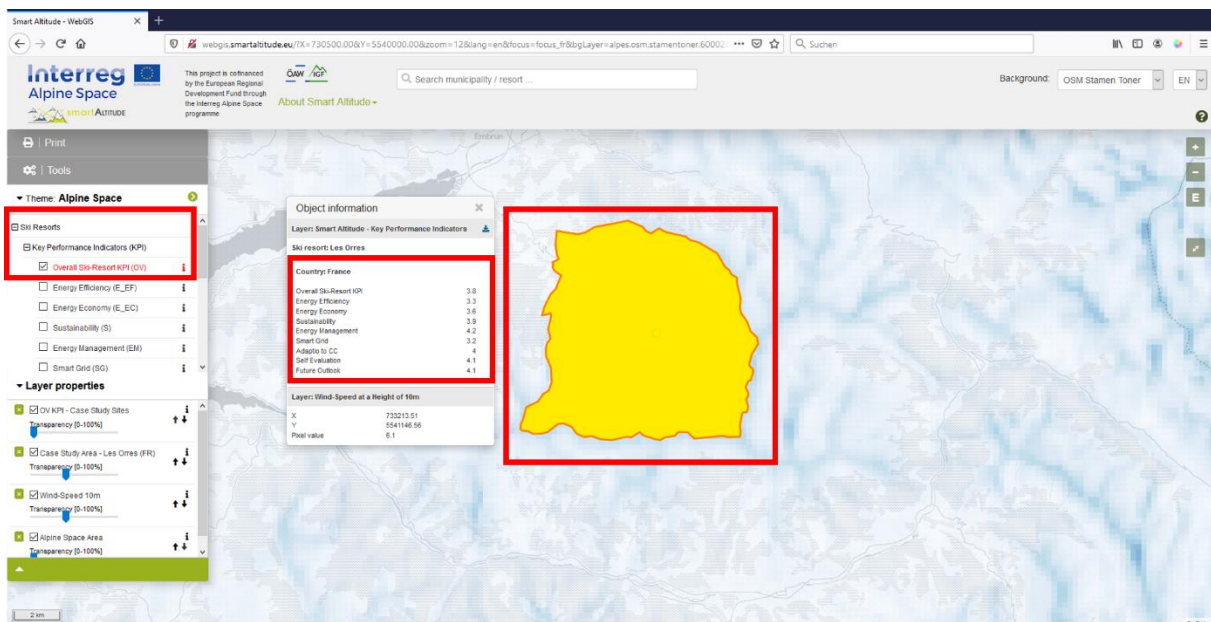 Smart Altitude - WebGIS
webgis.smartaltitude.eu/?X=730500.00&Y=5540000.00&zoom=12&lang=en&focus=focus_fr&bgLayer=alpes.osm.stamentoner.60002
Suchen
Interreg
Alpine Space
smartALTITUDE
This project is cofinanced
by the European Regional
Development Fund through
the Interreg Alpine Space
programme
ÖAW IGF
About Smart Altitude
Search municipality / resort ...
Background: OSM Stamen Toner EN
Print
Tools
Theme: Alpine Space
Ski Resorts
Key Performance Indicators (KPI)
Overall Ski-Resort KPI (OV) i
Energy Efficiency (E_EF) i
Energy Economy (E_EC) i
Sustainability (S) i
Energy Management (EM) i
Smart Grid (SG) i
Layer properties
OV KPI - Case Study Sites i
Transparency [0-100%]
Case Study Area - Les Orres (FR) i
Transparency [0-100%]
Wind-Speed 10m i
Transparency [0-100%]
Alpine Space Area i
Transparency [0-100%]
2 km
Embrun
Object information
Layer: Smart Altitude - Key Performance Indicators
Ski resort: Les Orres
Country: France
Overall Ski-Resort KPI 3.8
Energy Efficiency 3.3
Energy Economy 3.6
Sustainability 3.9
Energy Management 4.2
Smart Grid 3.2
Adaptio to CC 4
Self Evaluation 4.1
Future Outlook 4.1
Layer: Wind-Speed at a Height of 10m
X 733213.51
Y 5541146.56
Pixel value 6.1
E